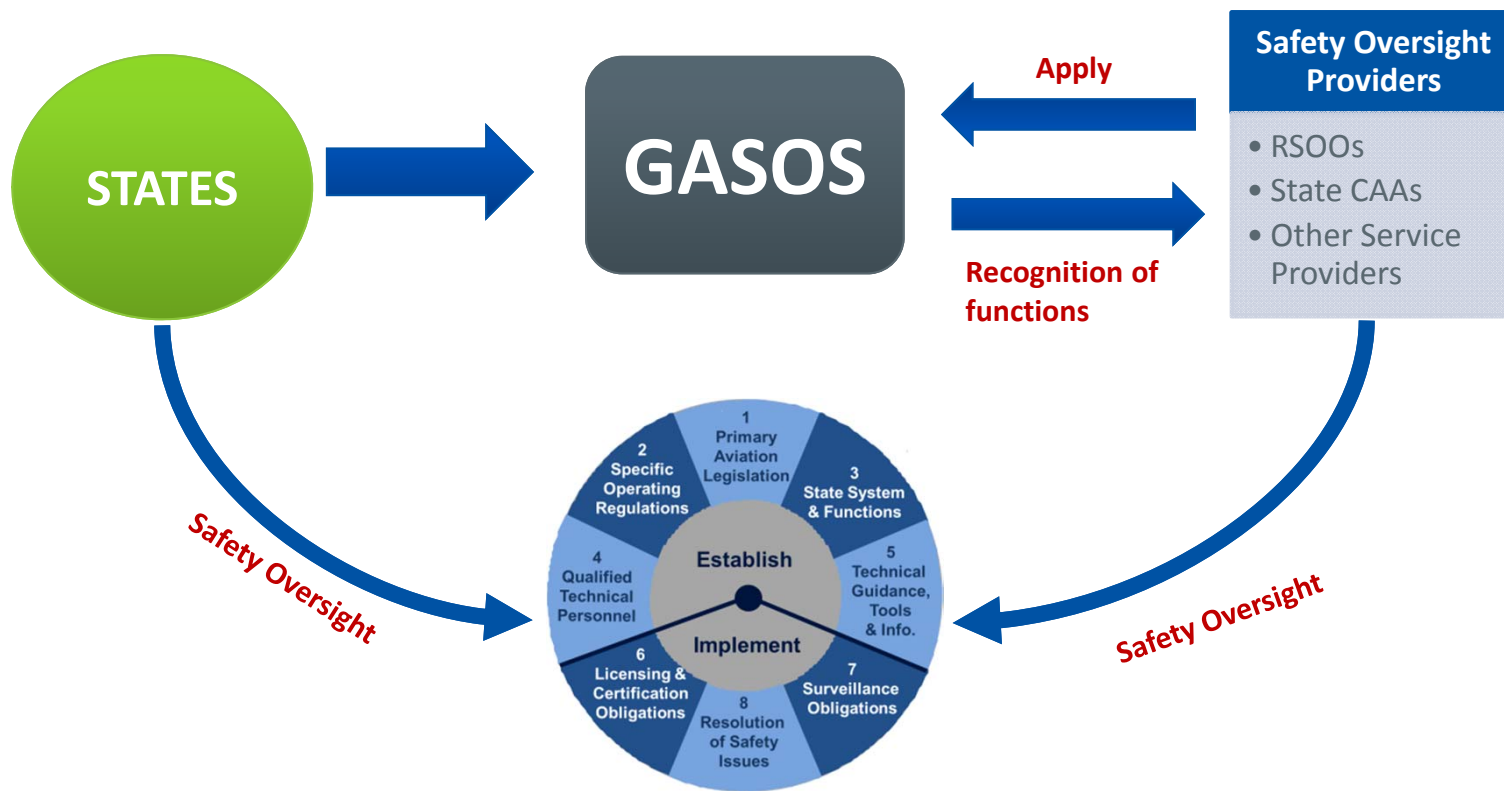 STATES
GASOS
Apply
Recognition of
functions
Safety Oversight
Providers
• RSOOs
• State CAAs
• Other Service
Providers
Safety Oversight
Safety Oversight
1
Primary
Aviation
Legislation
2
Specific
Operating
Regulations
3
State System
& Functions
4
Qualified
Technical
Personnel
5
Technical
Guidance,
Tools
& Info.
Establish
Implement
6
Licensing &
Certification
Obligations
7
Surveillance
Obligations
8
Resolution
of Safety
Issues